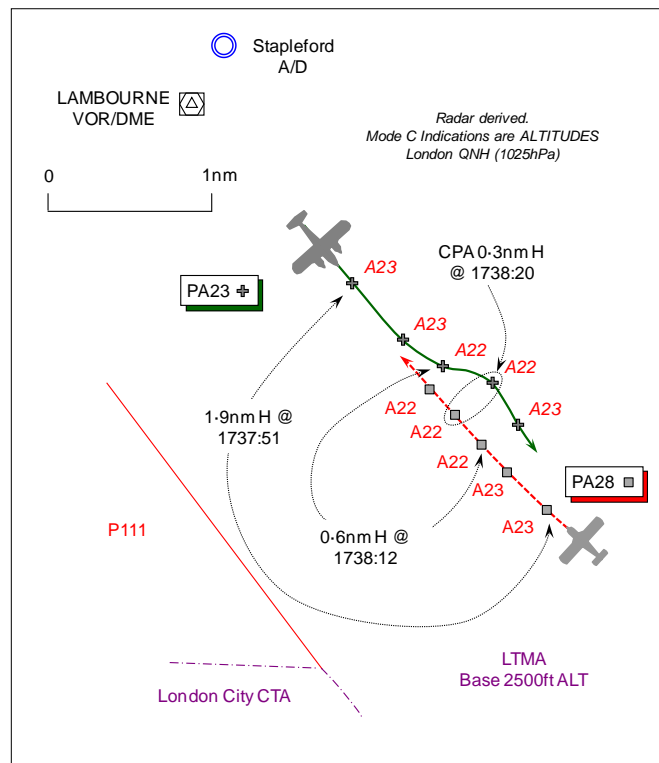 Stapleford
A/D
LAMBOURNE
VOR/DME
Radar derived.
Mode C Indications are ALTITUDES
London QNH (1025hPa)
0
1nm
CPA 0·3nm H
@ 1738:20
A23
PA23
A23
A22
A22
A23
1·9nm H @
1737:51
A22
A22
A22
A23
A23
PA28
P111
0·6nm H @
1738:12
LTMA
Base 2500ft ALT
London City CTA